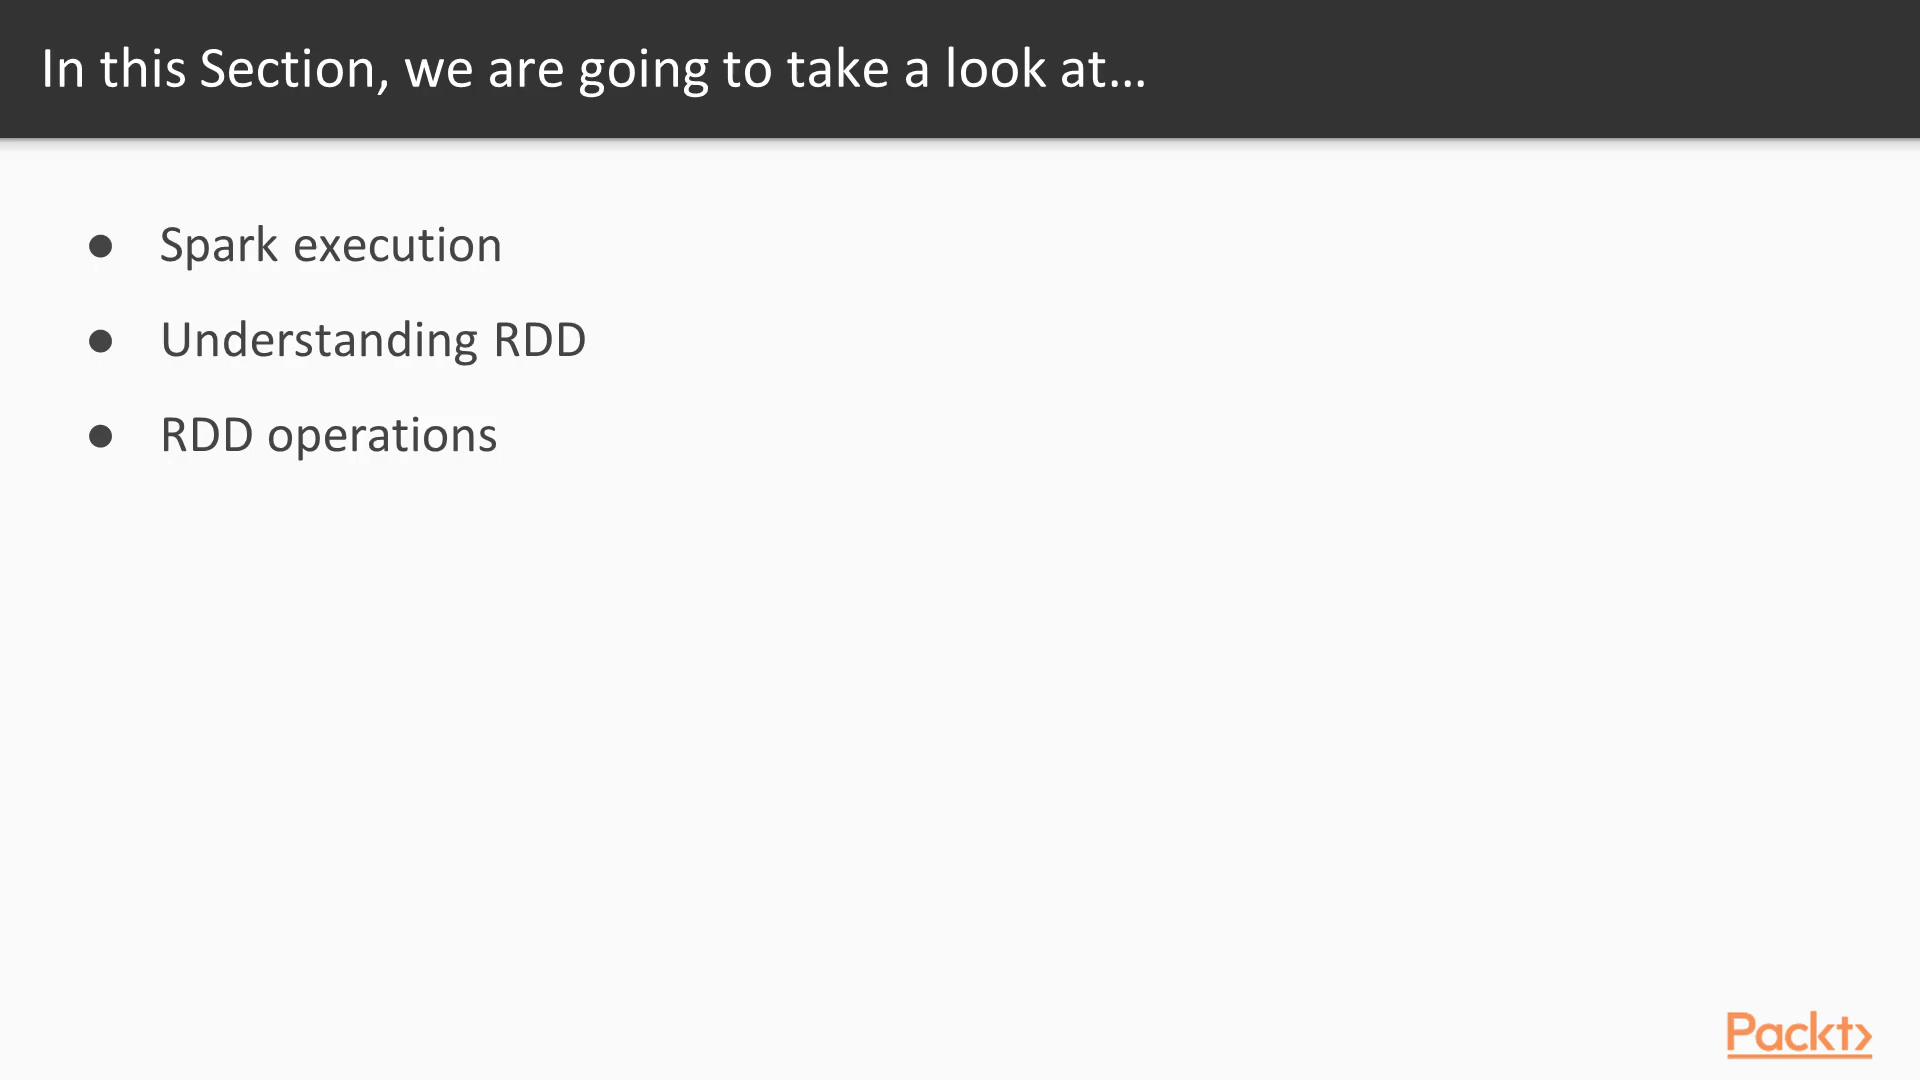 In this Section, we are going to take a look at...
● Spark execution
● Understanding RDD
● RDD operations
Packt>